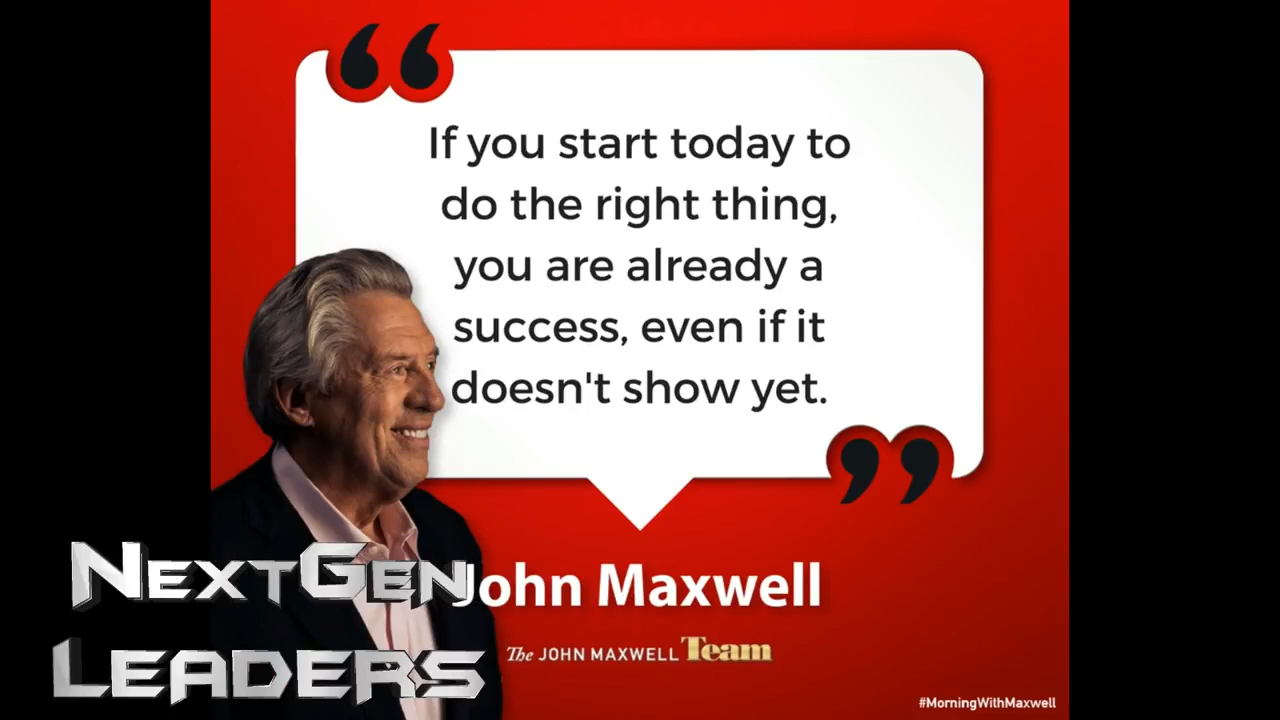 “
If you start today to
do the right thing,
you are already a
success, even if it
doesn't show yet.
”
John Maxwell
The JOHN MAXWELL Team
#MorningWithMaxwell
NextGen
Leaders